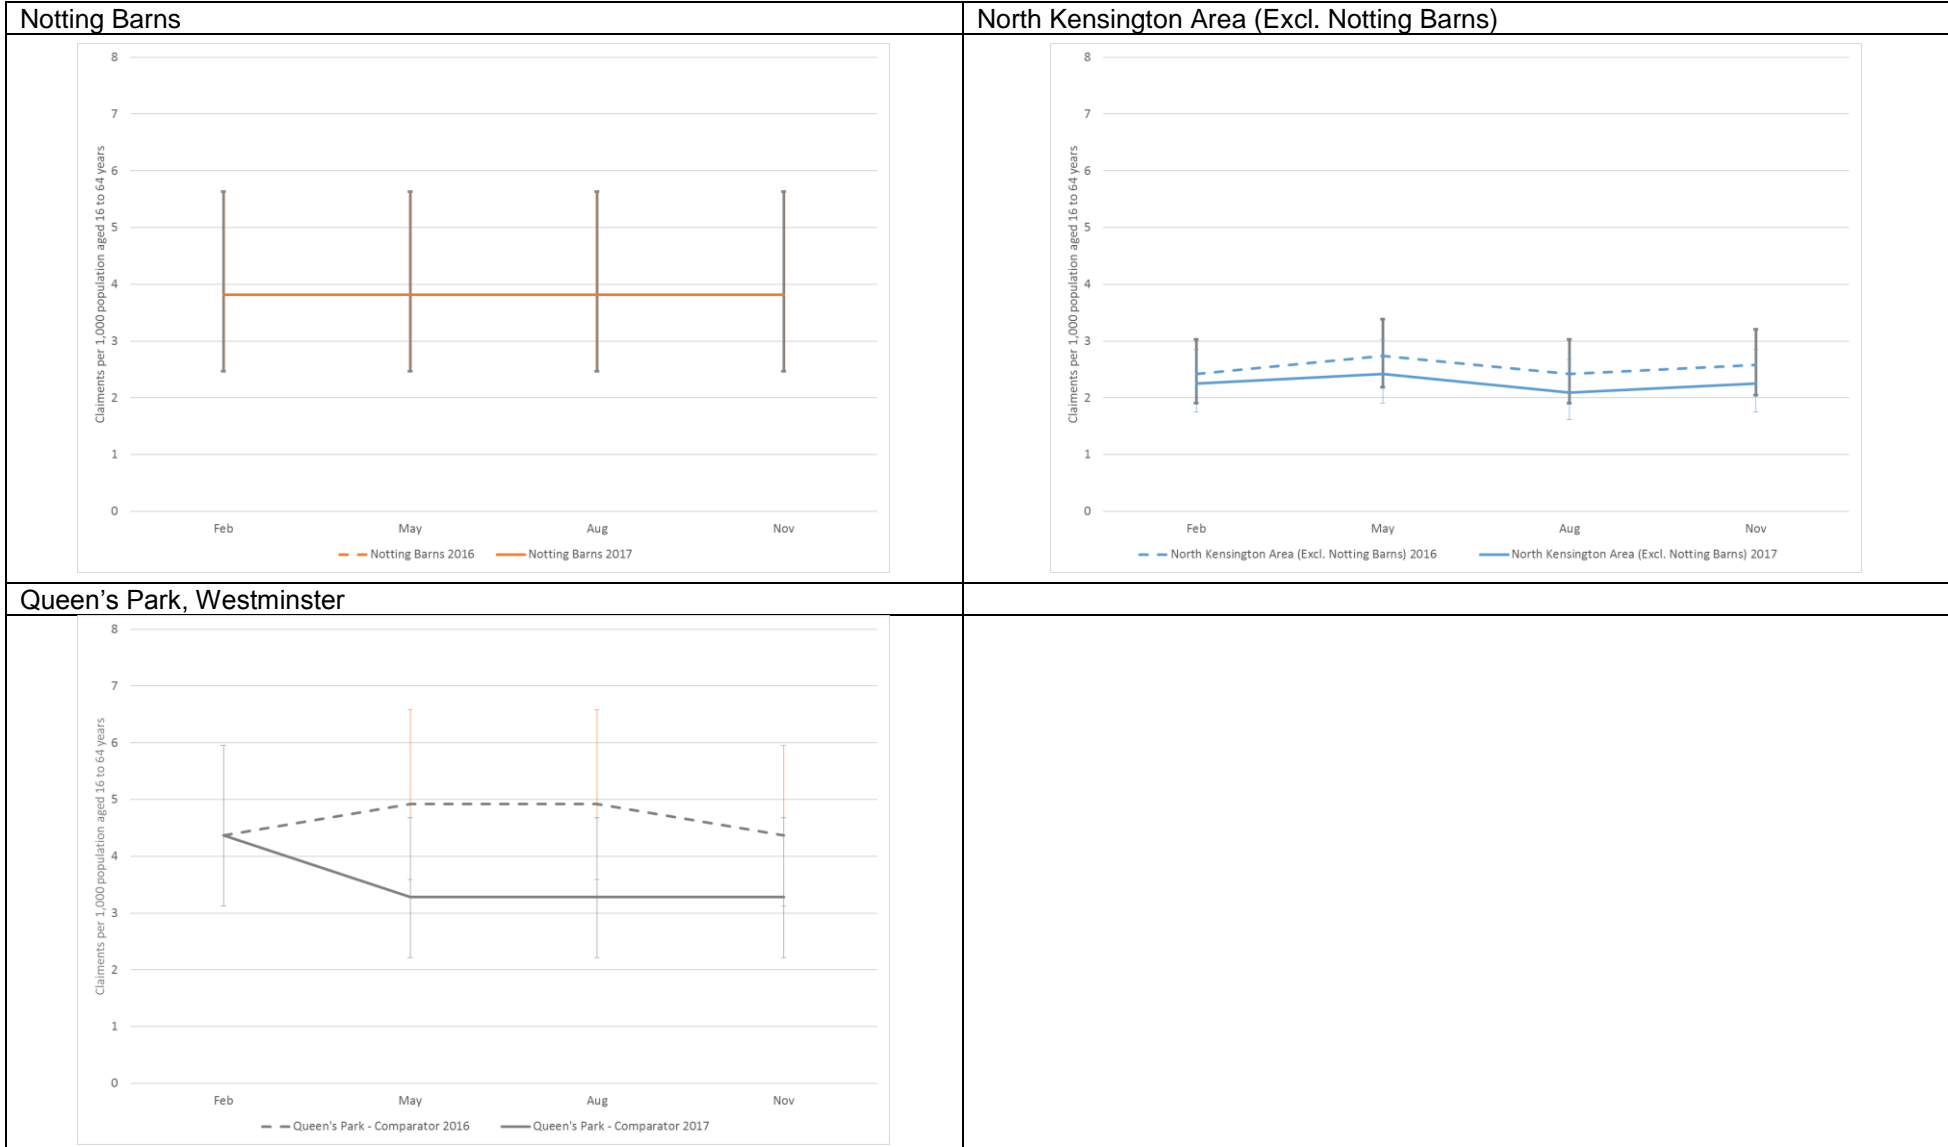 Notting Barns
North Kensington Area (Excl. Notting Barns)
Claiments per 1,000 population aged 16 to 64 years
8
7
6
5
4
3
2
1
0
Feb May Aug Nov
Notting Barns 2016 Notting Barns 2017
Claiments per 1,000 population aged 16 to 64 years
8
7
6
5
4
3
2
1
0
Feb May Aug Nov
North Kensington Area (Excl. Notting Barns) 2016 North Kensington Area (Excl. Notting Barns) 2017
Queen’s Park, Westminster
Claiments per 1,000 population aged 16 to 64 years
8
7
6
5
4
3
2
1
0
Feb May Aug Nov
Queen's Park - Comparator 2016 Queen's Park - Comparator 2017